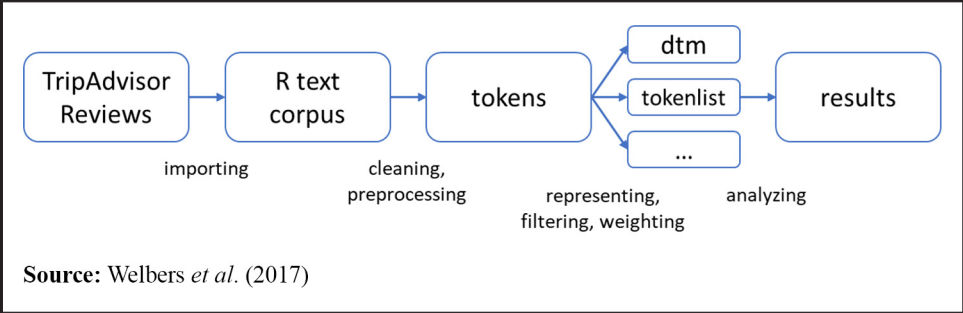 TripAdvisor
Reviews
R text
corpus
tokens
dtm
tokenlist
...
results
importing
cleaning,
preprocessing
representing,
filtering, weighting
analyzing
Source: Welbers et al. (2017)